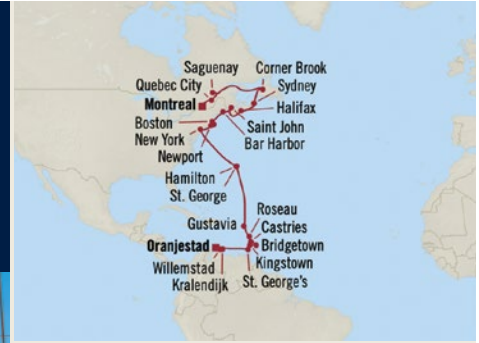 Saguenay
Corner Brook
Quebec City
Sydney
Montreal
Halifax
Boston
Saint John
New York
Bar Harbor
Newport
Hamilton
St. George
Roseau
Gustavia
Castries
Oranjestad
Bridgetown
Willemstad
Kingstown
Kralendijk
St. George's